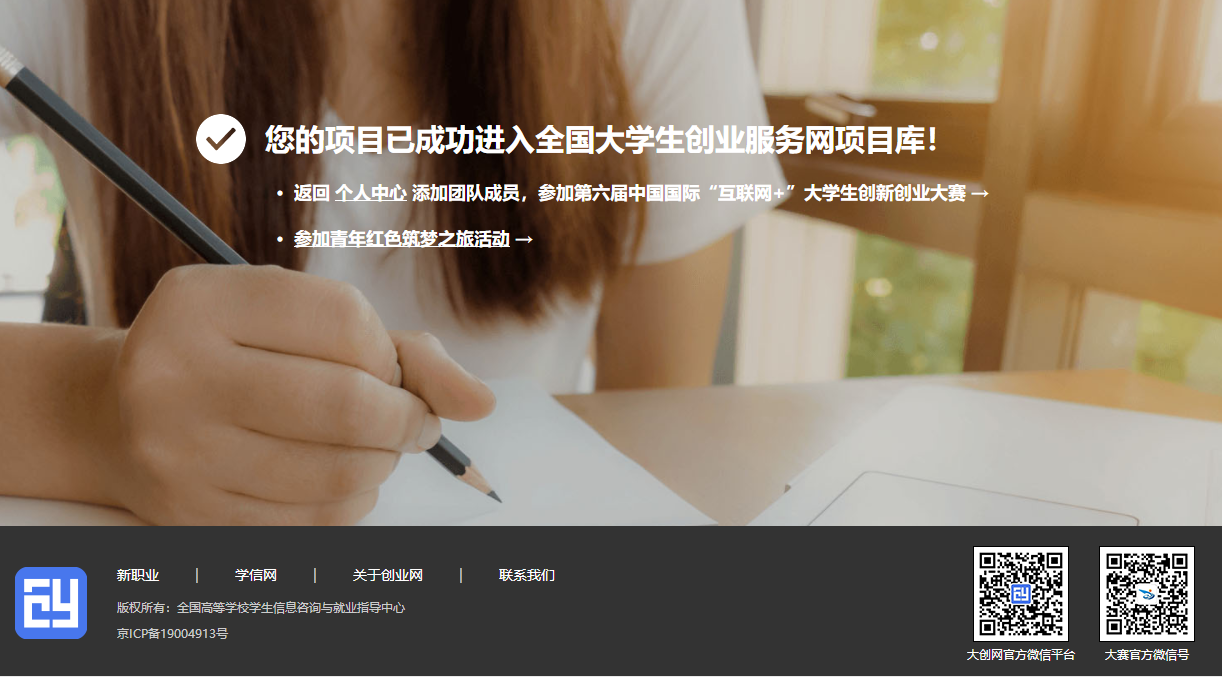 您的项目已成功进入全国大学生创业服务网项目库！
• 返回 个人中心 添加团队成员，参加第六届中国国际“互联网+”大学生创新创业大赛 →
• 参加青年红色筑梦之旅活动 →
新职业 | 学信网 | 关于创业网 | 联系我们
版权所有：全国高等学校学生信息咨询与就业指导中心
京ICP备19004913号
大创网官方微信平台 大赛官方微信号